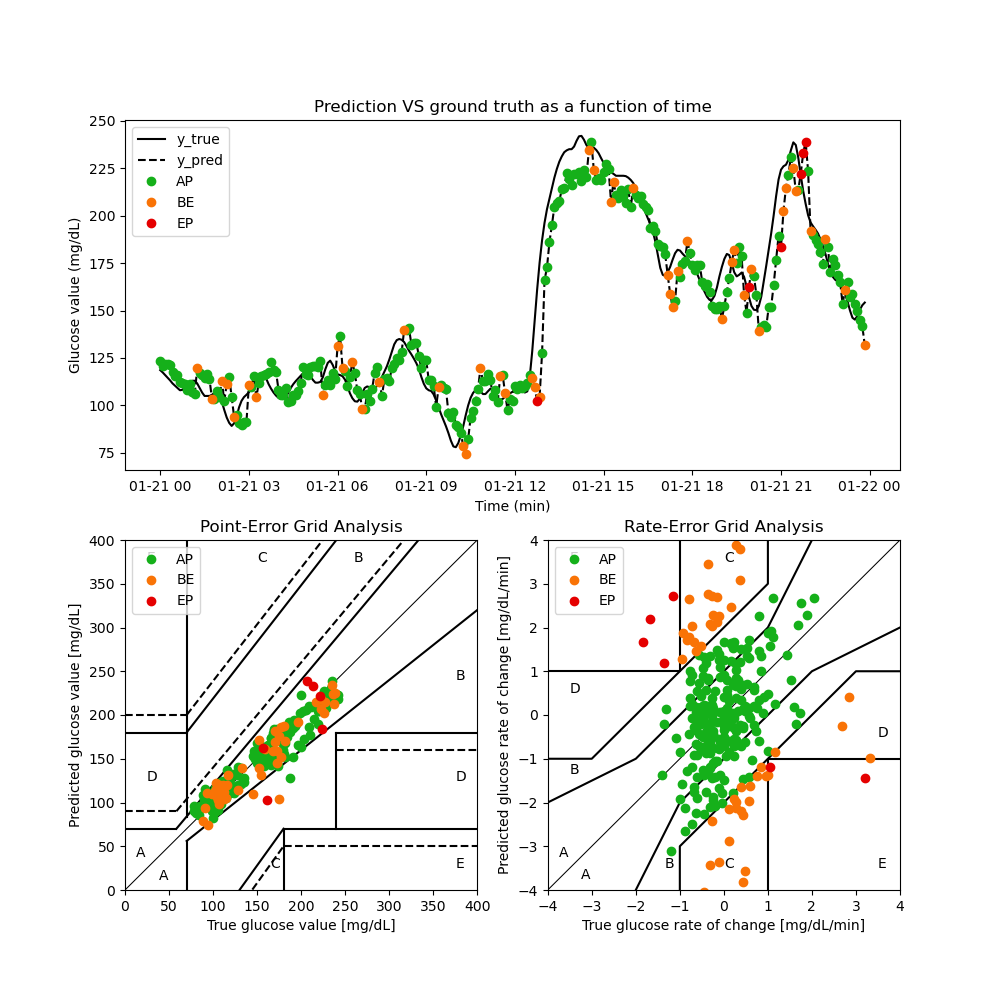 Prediction VS ground truth as a function of time
Glucose value (mg/dL)
250
225
200
175
150
125
100
75
y_true
y_pred
AP
BE
EP
01-21 00 01-21 03 01-21 06 01-21 09 01-21 12 01-21 15 01-21 18 01-21 21 01-22 00
Time (min)
Point-Error Grid Analysis
Predicted glucose value [mg/dL]
400
350
300
250
200
150
100
50
0
AP
BE
EP
C B
B
D D
A
A
C E
0 50 100 150 200 250 300 350 400
True glucose value [mg/dL]
Rate-Error Grid Analysis
Predicted glucose rate of change [mg/dL/min]
4
3
2
1
0
−1
−2
−3
−4
AP
BE
EP
C
D
D
B
A
A
B C E
−4 −3 −2 −1 0 1 2 3 4
True glucose rate of change [mg/dL/min]